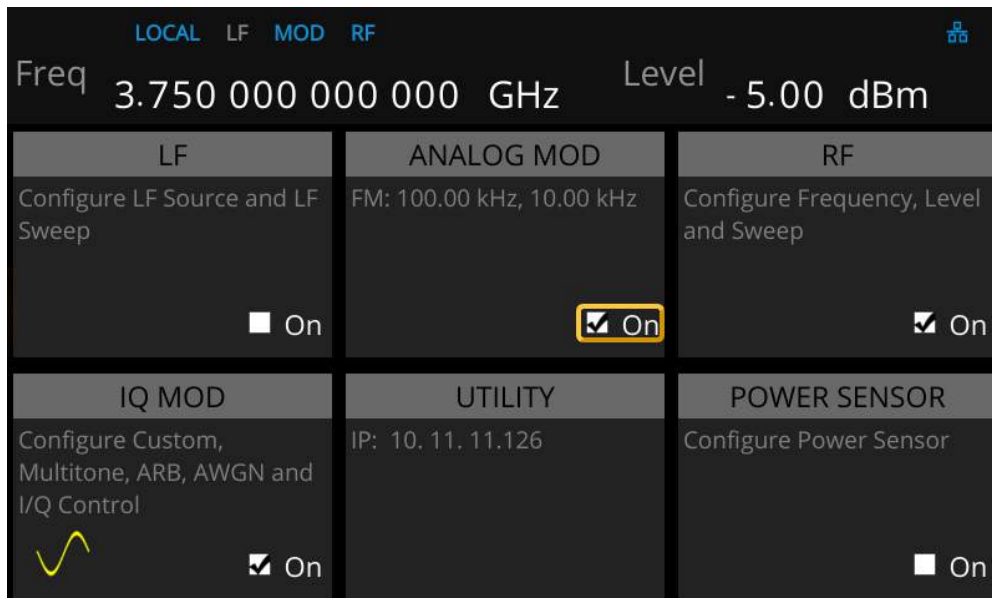 LOCAL LF MOD RF
Freq 3.750 000 000 000 GHz Level - 5.00 dBm
LF
Configure LF Source and LF
Sweep
On
ANALOG MOD
FM: 100.00 kHz, 10.00 kHz
On
RF
Configure Frequency, Level
and Sweep
On
IQ MOD
Configure Custom,
Multitone, ARB, AWGN and
I/Q Control
On
UTILITY
IP: 10. 11. 11.126
POWER SENSOR
Configure Power Sensor
On